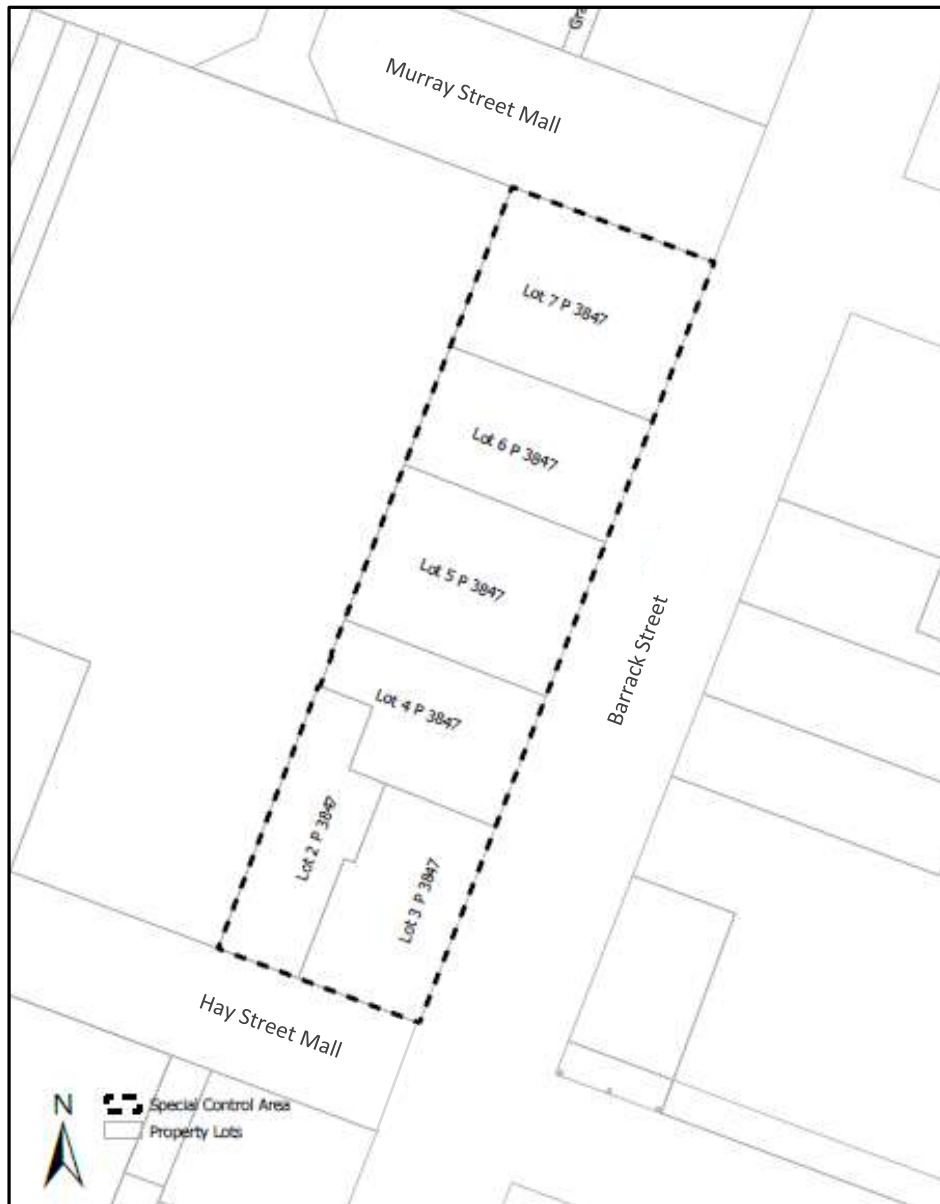 Gra
Murray Street Mall
Lot 7 P 3847
Lot 6 P 3847
Lot 5 P 3847
Barrack Street
Lot 4 P 3847
Lot 2 P 3847
Lot 3 P 3847
Hay Street Mall
N
Special Control Area
Property Lots